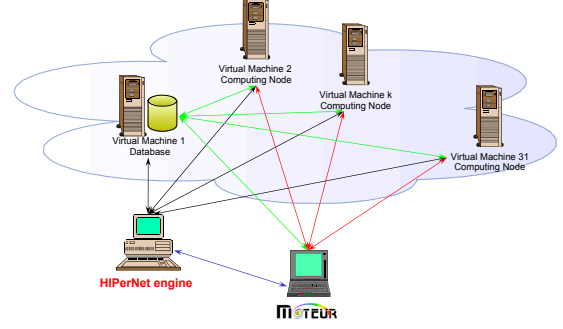 Virtual Machine 2
Computing Node
Virtual Machine k
Computing Node
Virtual Machine 1
Database
Virtual Machine 31
Computing Node
HIPerNet engine
MOTEUR